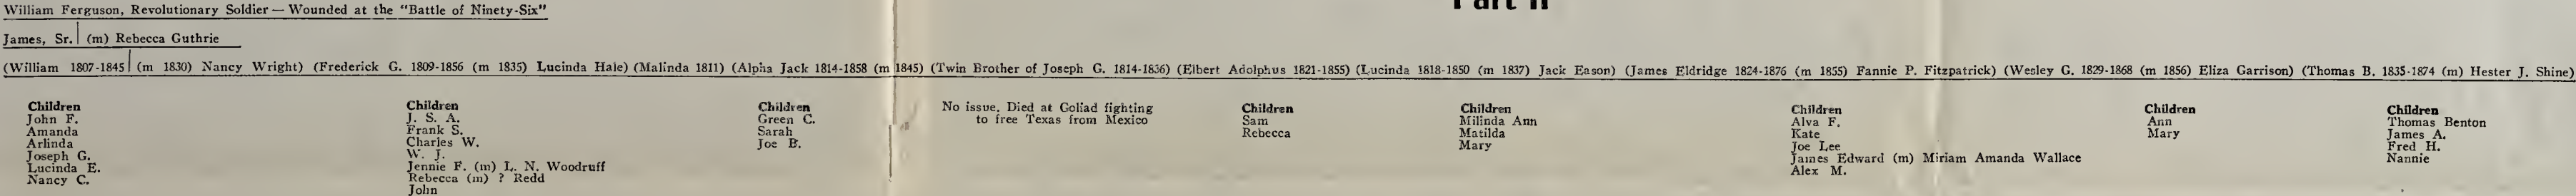 Part II
William Ferguson, Revolutionary Soldier — Wounded at the "Battle of Ninety-Six"
James, Sr. (m) Rebecca Guthrie
(William 1807-1845 (m 1830) Nancy Wright) (Frederick G. 1809-1856 (m 1835) Lucinda Hale) (Malinda 1811) (Alpha Jack 1814-1858 (m 1845) (Twin Brother of Joseph G. 1814-1836) (Elbert Adolphus 1821-1855) (Lucinda 1818-1850 (m 1837) Jack Eason) (James Eldridge 1824-1876 (m 1855) Fannie P. Fitzpatrick) (Wesley G. 1829-1868 (m 1856) Eliza Garrison) (Thomas B. 1835-1874 (m) Hester J. Shine)
Children
John F.
Amanda
Arlinda
Joseph G.
Lucinda E.
Nancy C.
Children
J. S. A.
Frank S.
Charles W.
W. J.
Jennie F. (m) L. N. Woodruff
Rebecca (m) ? Redd
John
Children
Green C.
Sarah
Joe B.
No issue. Died at Goliad fighting
to free Texas from Mexico
Children
Sam
Rebecca
Children
Milinda Ann
Matilda
Mary
Children
Alva F.
Kate
Joe Lee
James Edward (m) Miriam Amanda Wallace
Alex M.
Children
Ann
Mary
Children
Thomas Benton
James A.
Fred H.
Nannie